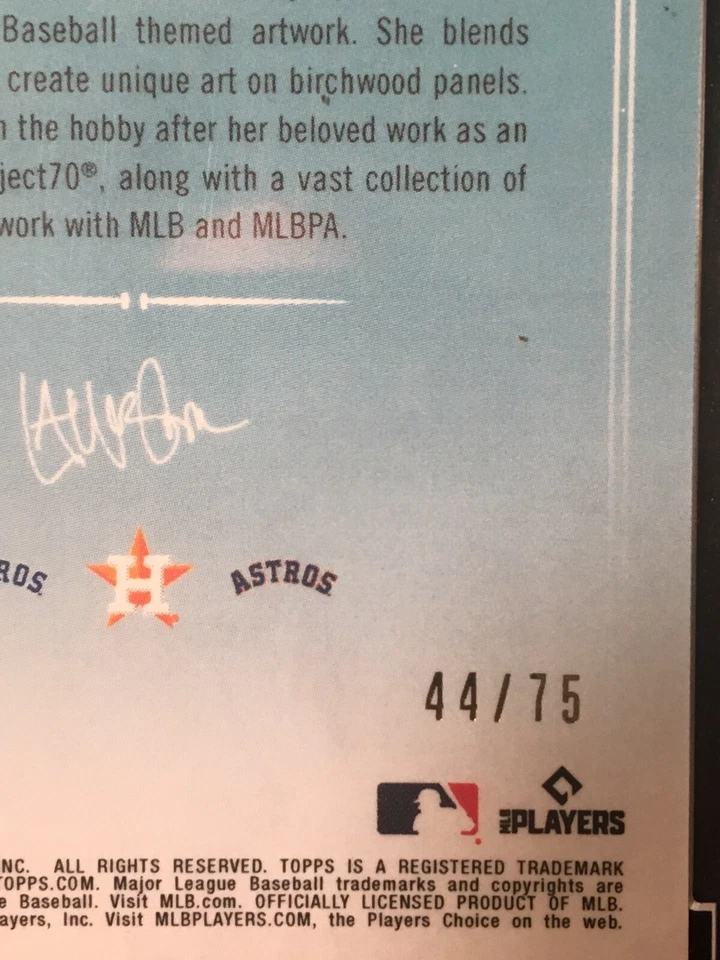 Baseball themed artwork. She blends
create unique art on birchwood panels.
the hobby after her beloved work as an
ject70®, along with a vast collection of
work with MLB and MLBPA.
ROS
H
ASTROS
44/75
MLB PLAYERS
NC. ALL RIGHTS RESERVED. TOPPS IS A REGISTERED TRADEMARK
TOPPS.COM. Major League Baseball trademarks and copyrights are
e Baseball. Visit MLB.com. OFFICIALLY LICENSED PRODUCT OF MLB.
ayers, Inc. Visit MLBPLAYERS.COM, the Players Choice on the web.